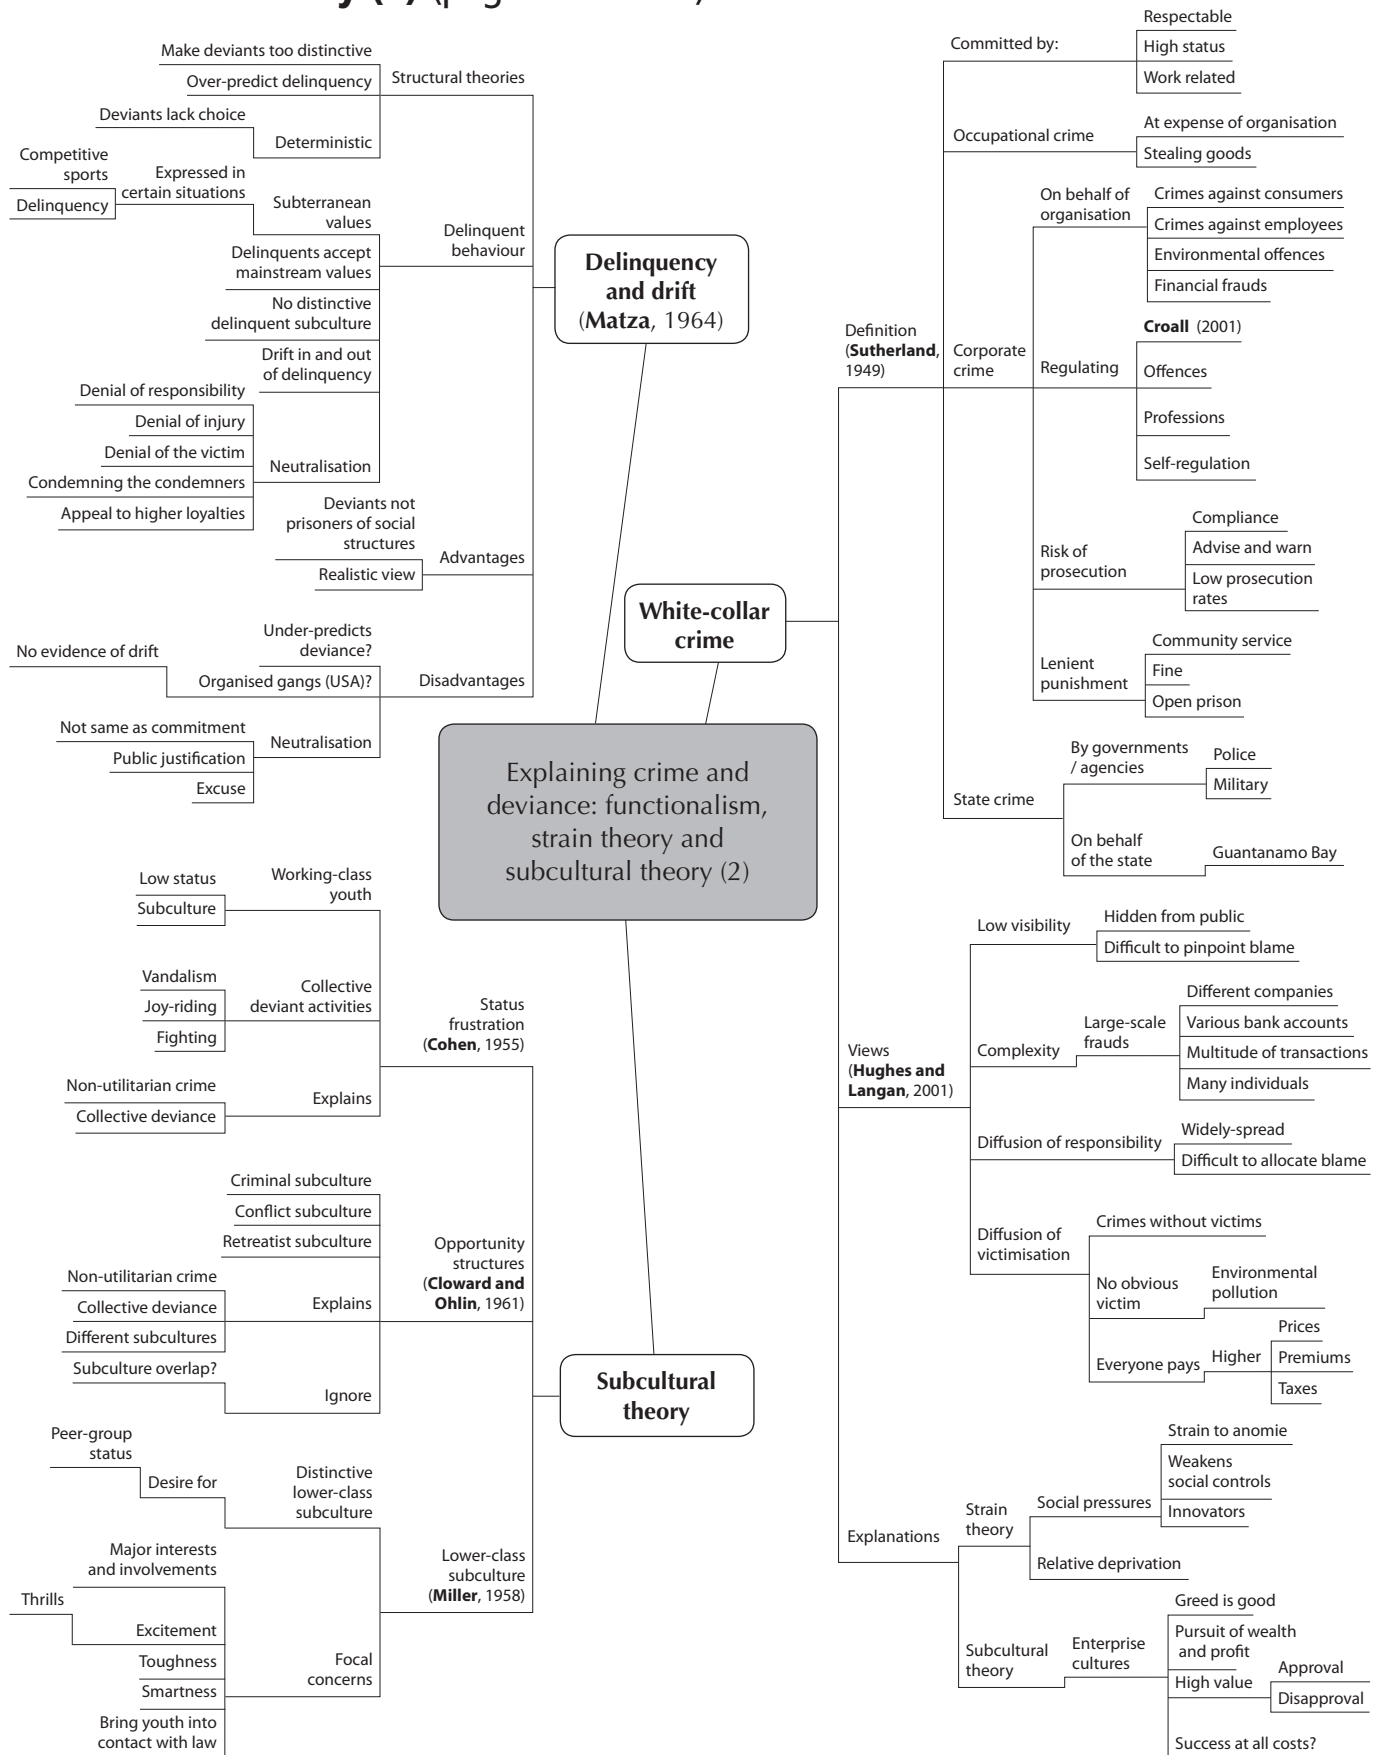 Make deviants too distinctive
Over-predict delinquency
Structural theories
Deviants lack choice
Deterministic
Competitive
sports
Delinquency
Expressed in
certain situations
Subterranean
values
Delinquents accept
mainstream values
No distinctive
delinquent subculture
Drift in and out
of delinquency
Delinquent
behaviour
Denial of responsibility
Denial of injury
Denial of the victim
Condemning the condemners
Appeal to higher loyalties
Neutralisation
Deviants not
prisoners of social
structures
Realistic view
Advantages
Under-predicts
deviance?
No evidence of drift
Organised gangs (USA)?
Disadvantages
Not same as commitment
Public justification
Excuse
Neutralisation
Delinquency
and drift
(Matza, 1964)
White-collar
crime
Explaining crime and
deviance: functionalism,
strain theory and
subcultural theory (2)
Low status
Subculture
Working-class
youth
Vandalism
Joy-riding
Fighting
Collective
deviant activities
Non-utilitarian crime
Collective deviance
Explains
Status
frustration
(Cohen, 1955)
Criminal subculture
Conflict subculture
Retreatist subculture
Non-utilitarian crime
Collective deviance
Different subcultures
Explains
Subculture overlap?
Ignore
Opportunity
structures
(Cloward and
Ohlin, 1961)
Peer-group
status
Desire for
Distinctive
lower-class
subculture
Major interests
and involvements
Thrills
Excitement
Toughness
Smartness
Bring youth into
contact with law
Focal
concerns
Lower-class
subculture
(Miller, 1958)
Subcultural
theory
Definition
(Sutherland,
1949)
Committed by:
Respectable
High status
Work related
Occupational crime
At expense of organisation
Stealing goods
Corporate
crime
On behalf of
organisation
Crimes against consumers
Crimes against employees
Environmental offences
Financial frauds
Regulating
Croall (2001)
Offences
Professions
Self-regulation
Risk of
prosecution
Compliance
Advise and warn
Low prosecution
rates
Lenient
punishment
Community service
Fine
Open prison
State crime
By governments
/ agencies
Police
Military
On behalf
of the state
Guantanamo Bay
Views
(Hughes and
Langan, 2001)
Low visibility
Hidden from public
Difficult to pinpoint blame
Complexity
Large-scale
frauds
Different companies
Various bank accounts
Multitude of transactions
Many individuals
Diffusion of responsibility
Widely-spread
Difficult to allocate blame
Diffusion of
victimisation
Crimes without victims
No obvious
victim
Environmental
pollution
Everyone pays
Higher
Prices
Premiums
Taxes
Explanations
Strain
theory
Social pressures
Strain to anomie
Weakens
social controls
Innovators
Relative deprivation
Subcultural
theory
Enterprise
cultures
Greed is good
Pursuit of wealth
and profit
High value
Approval
Disapproval
Success at all costs?